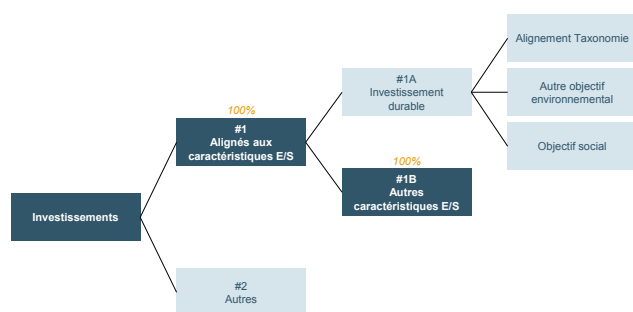 Investissements
100%
#1
Alignés aux
caractéristiques E/S
#2
Autres
#1A
Investissement
durable
100%
#1B
Autres
caractéristiques E/S
Alignement Taxonomie
Autre objectif
environnemental
Objectif social